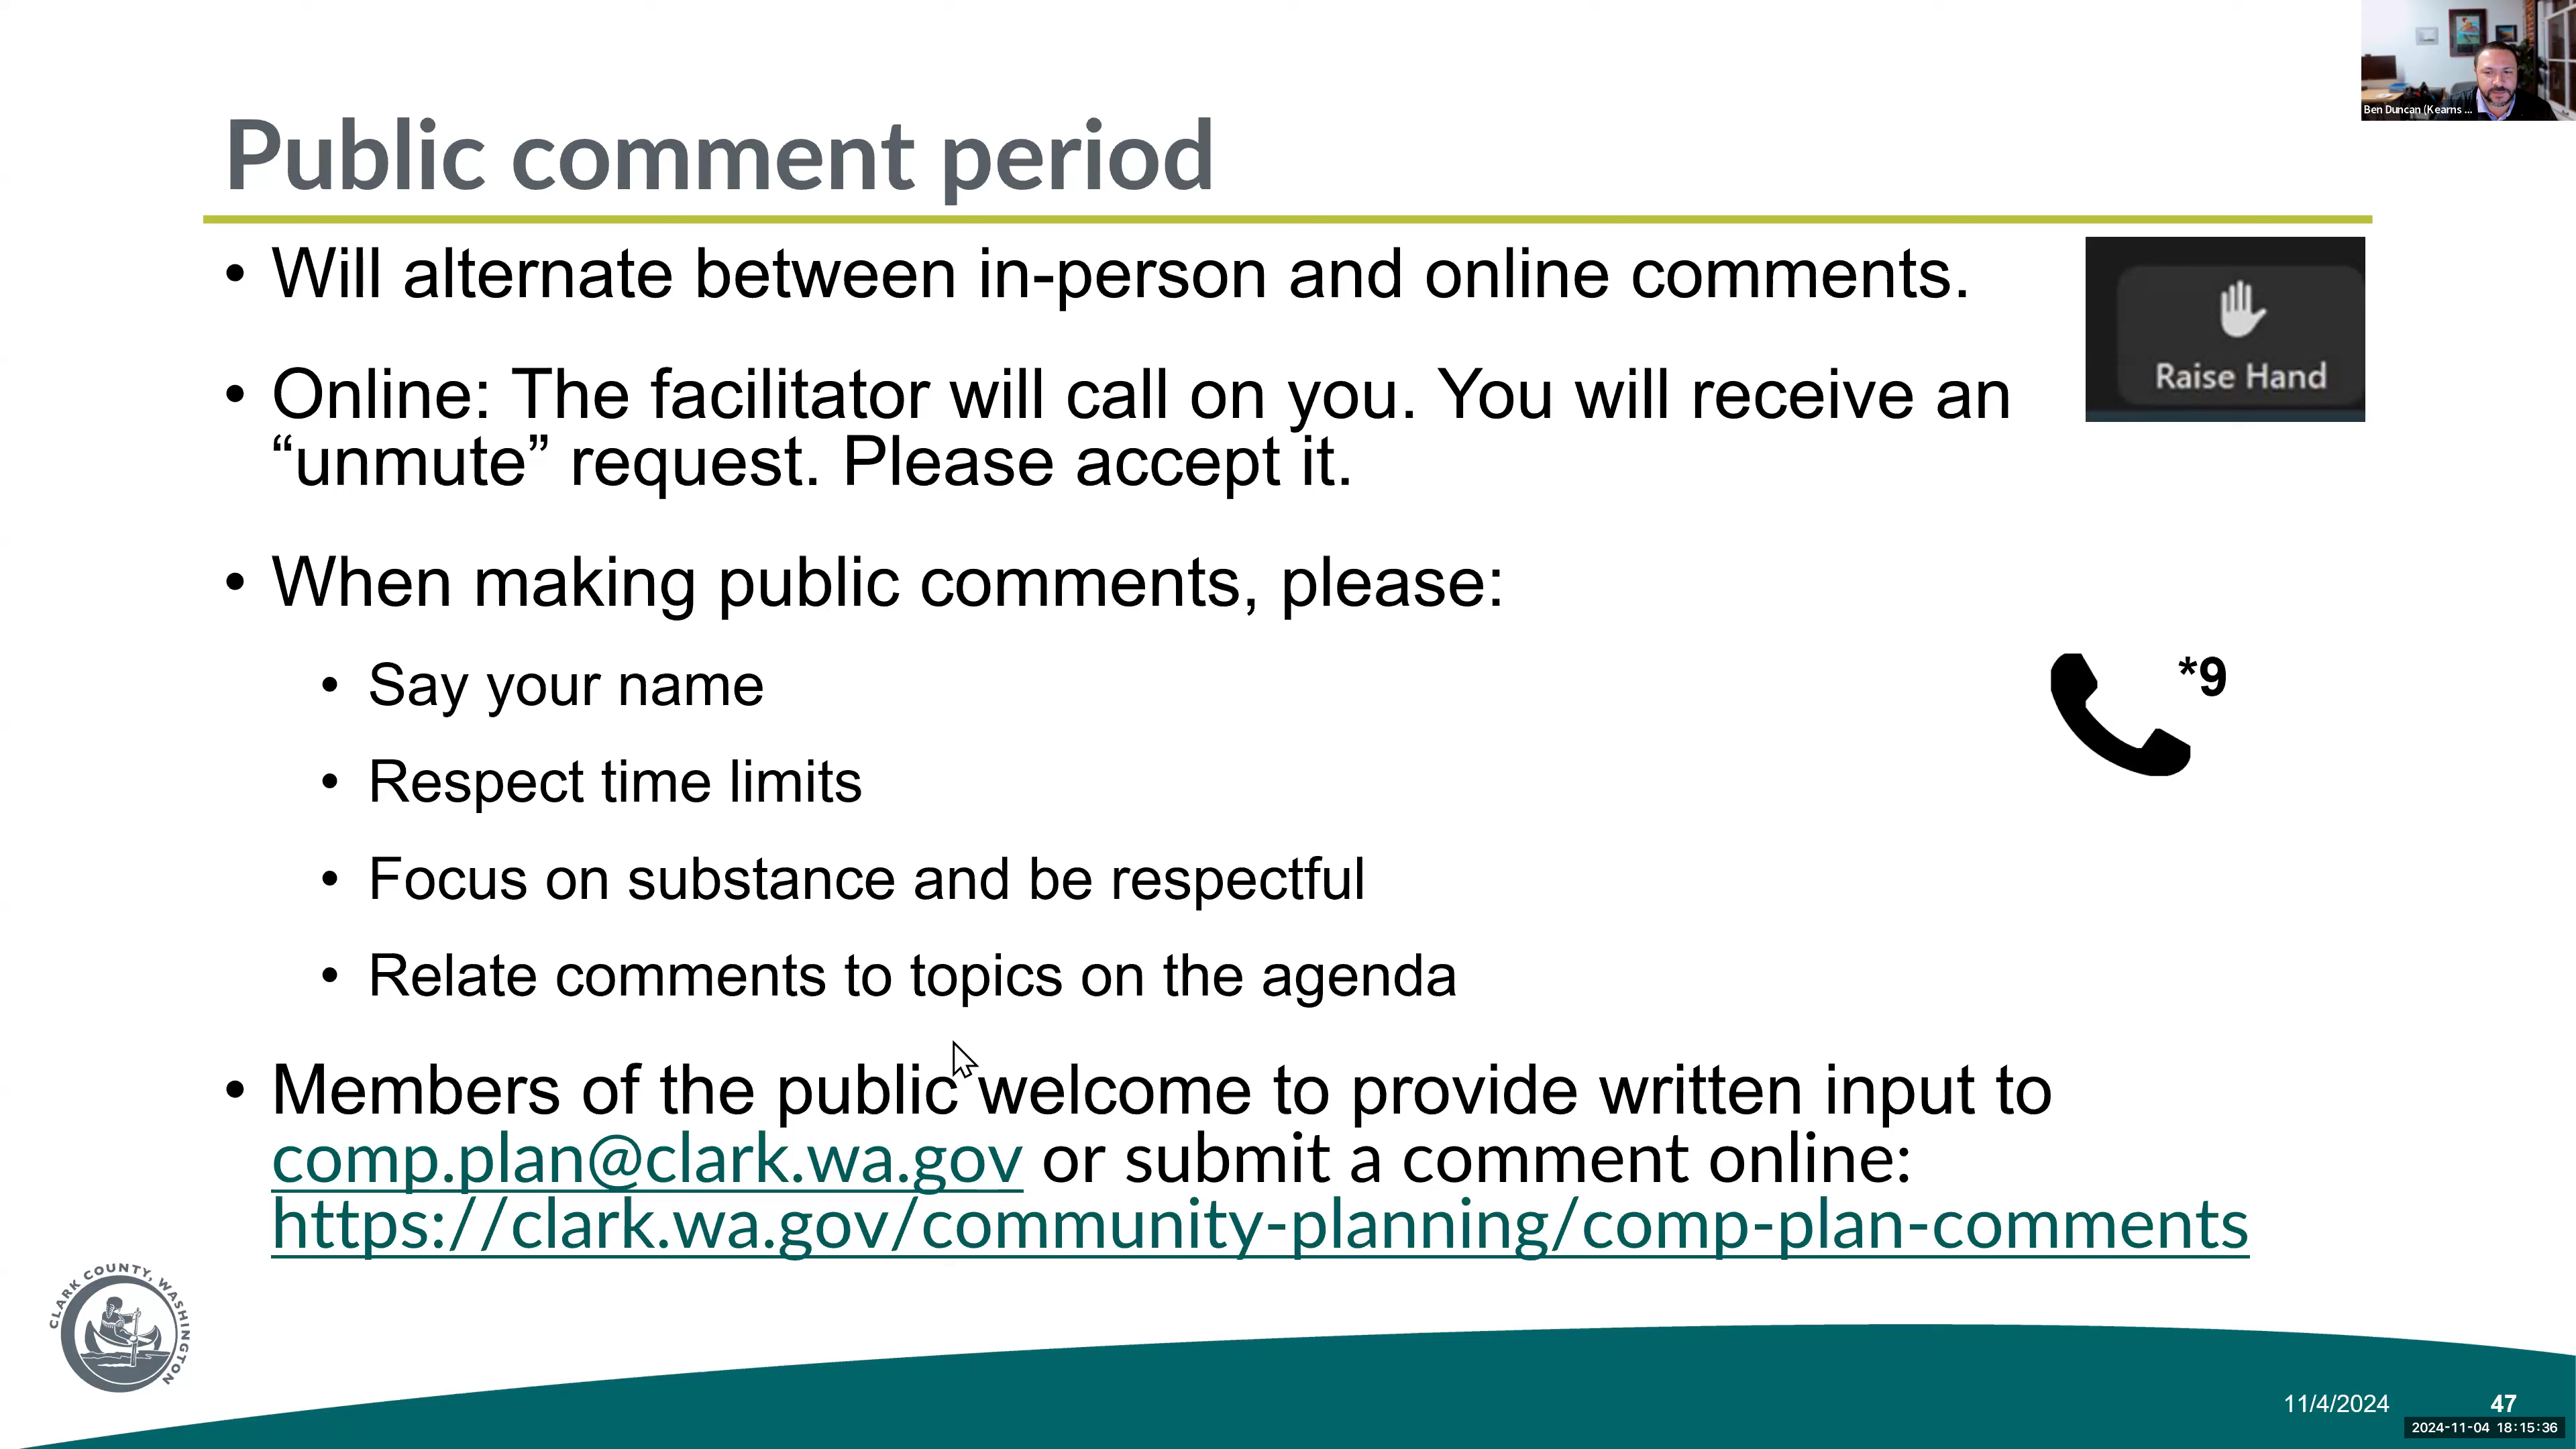 Ben Duncan (Kearns ...
Public comment period
• Will alternate between in-person and online comments.
Raise Hand
• Online: The facilitator will call on you. You will receive an
“unmute” request. Please accept it.
• When making public comments, please:
• Say your name
*9
• Respect time limits
• Focus on substance and be respectful
• Relate comments to topics on the agenda
• Members of the public welcome to provide written input to
comp.plan@clark.wa.gov or submit a comment online:
https://clark.wa.gov/community-planning/comp-plan-comments
CLARK COUNTY, WASHINGTON
11/4/2024 47
2024-11-04 18:15:36